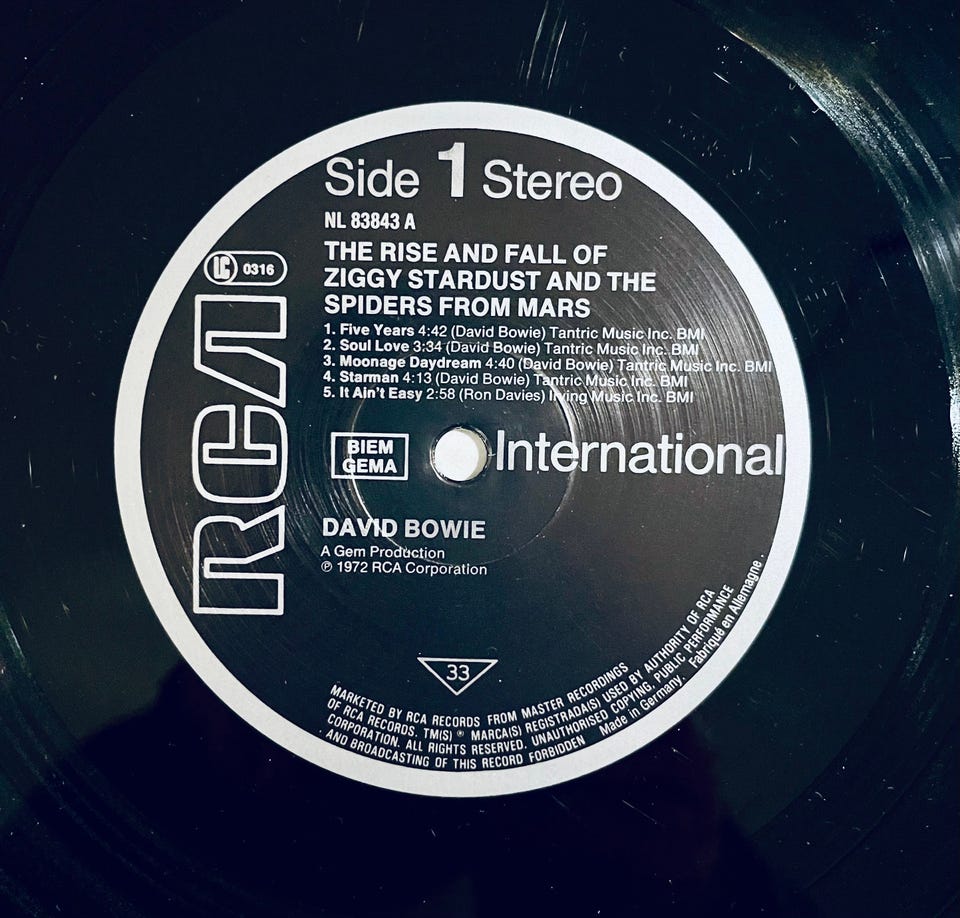 Side 1 Stereo
NL 83843 A
THE RISE AND FALL OF
ZIGGY STARDUST AND THE
SPIDERS FROM MARS
1. Five Years 4:42 (David Bowie) Tantric Music Inc. BMI
2. Soul Love 3:34 (David Bowie) Tantric Music Inc. BMI
3. Moonage Daydream 4:40 (David Bowie) Tantric Music Inc. BMI
4. Starman 4:13 (David Bowie) Tantric Music Inc. BMI
5. It Ain't Easy 2:58 (Ron Davies) Irving Music Inc. BMI
LC 0316
RCA
BIEM
GEMA
International
DAVID BOWIE
A Gem Production
℗ 1972 RCA Corporation
33
MARKETED BY RCA RECORDS FROM MASTER RECORDINGS
OF RCA RECORDS. TM(S) ® MARCA(S) REGISTRADA(S) USED BY AUTHORITY OF RCA
CORPORATION. ALL RIGHTS RESERVED. UNAUTHORISED COPYING, PUBLIC PERFORMANCE
. AND BROADCASTING OF THIS RECORD FORBIDDEN Made in Germany. Fabriqué en Allemagne .